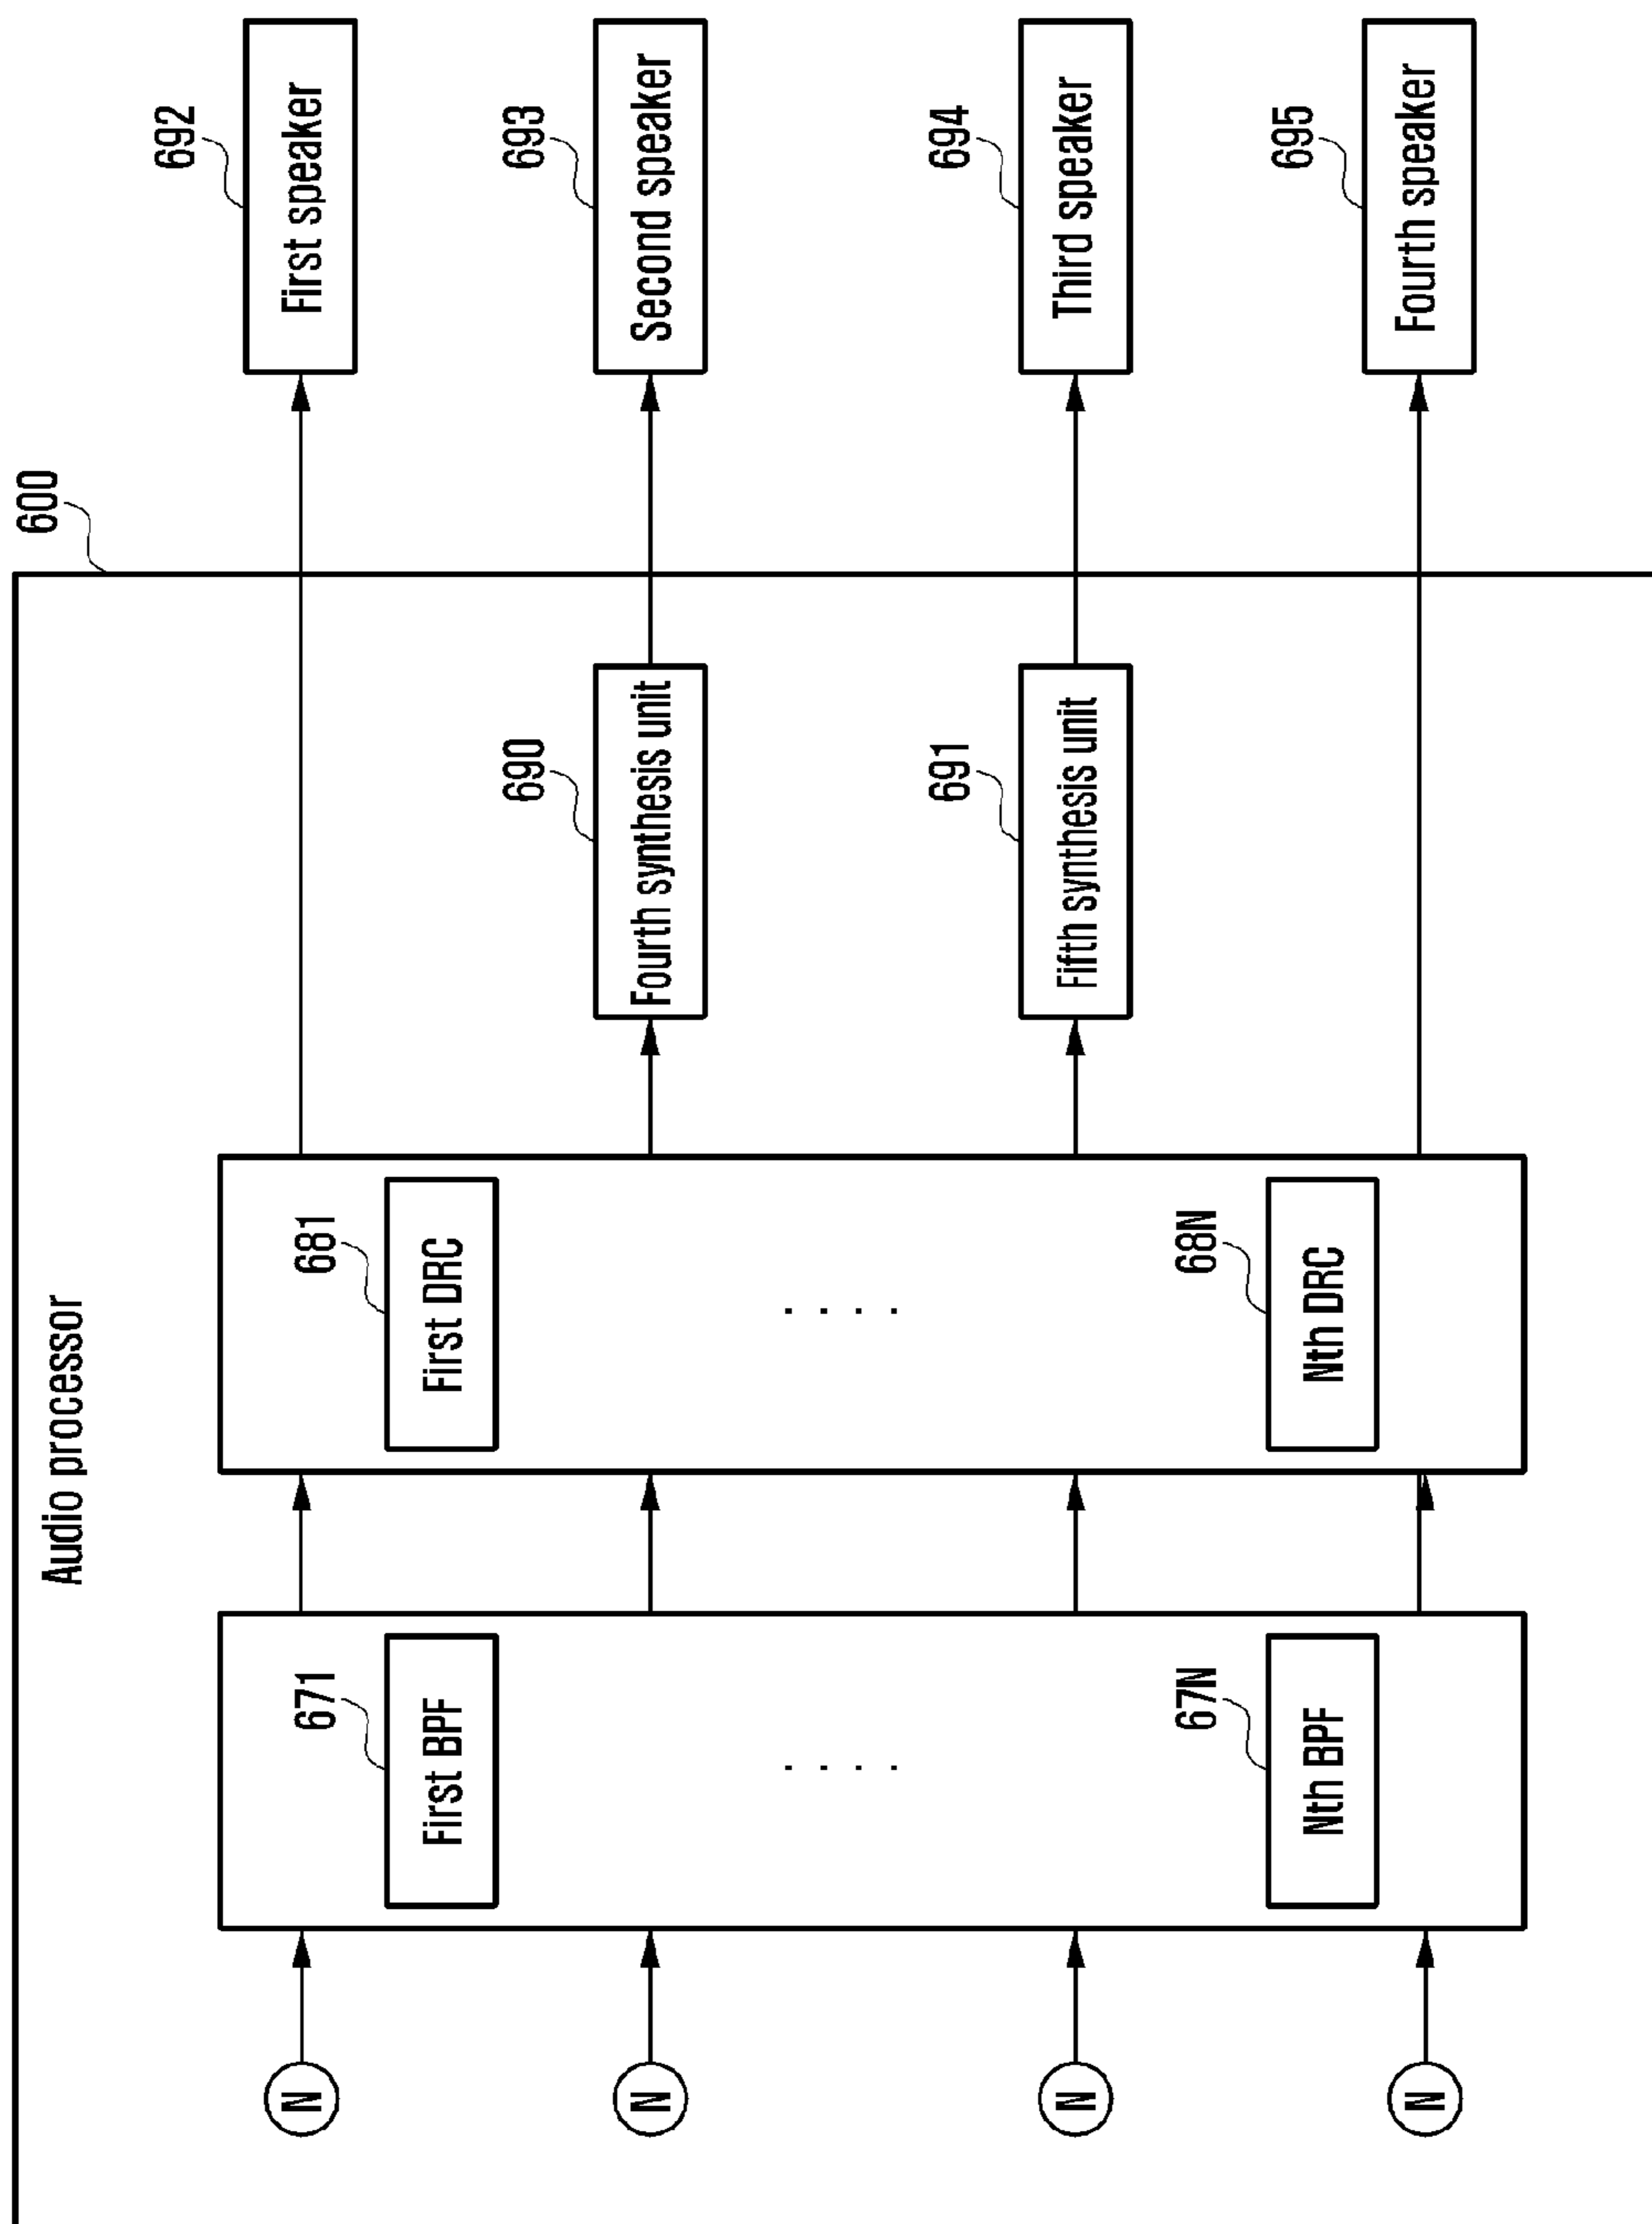 600
Audio processor
692
First speaker
671
First BPF
681
First DRC
690
Fourth synthesis unit
693
Second speaker
. . . .
. . . .
691
Fifth synthesis unit
694
Third speaker
67N
Nth BPF
68N
Nth DRC
695
Fourth speaker
N
N
N
N